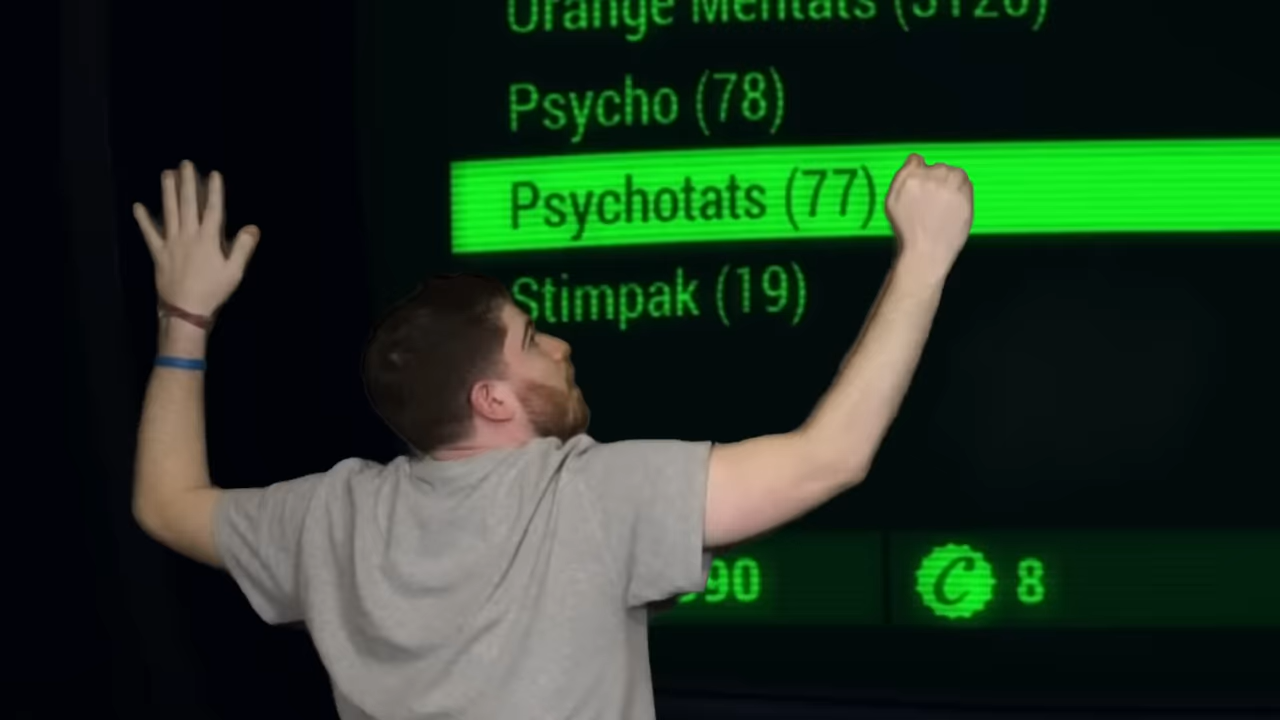 Orange Mentats
Psycho (78)
Psychotats (77)
Stimpak (19)
90
C 8